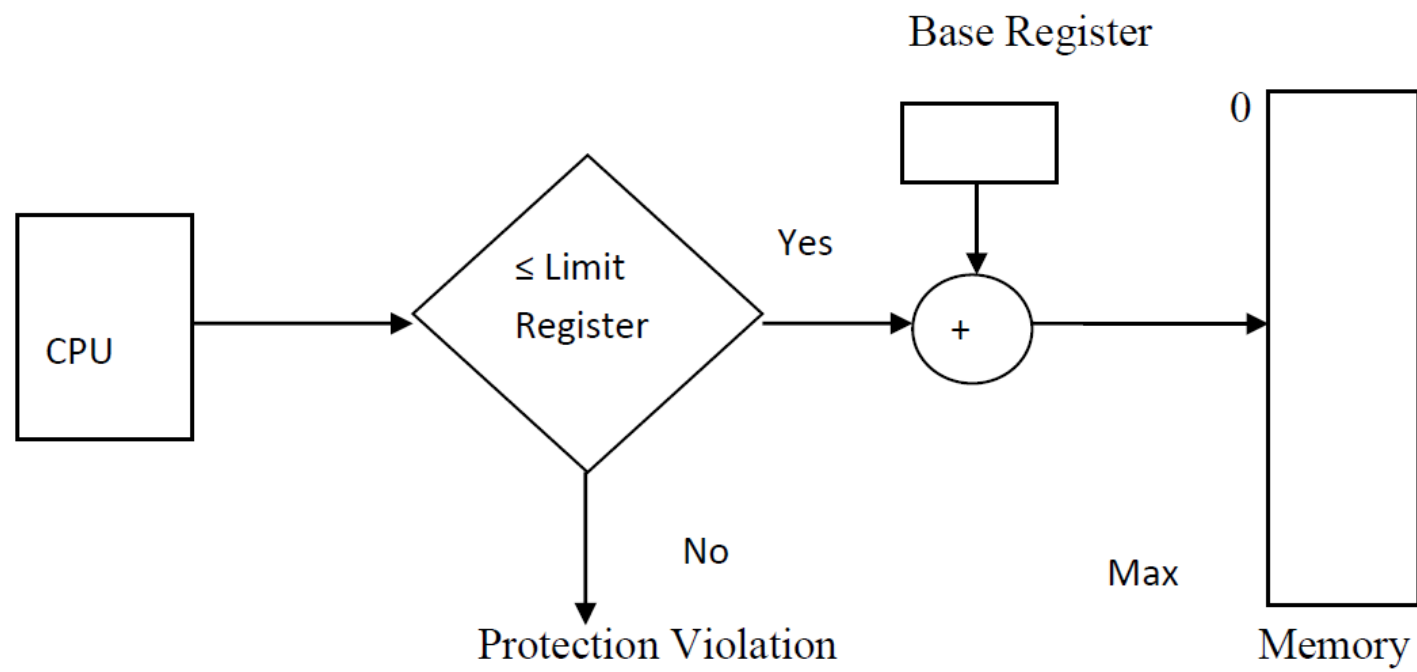 Base Register
0
Yes
≤ Limit
Register
+
CPU
No
Max
Protection Violation
Memory